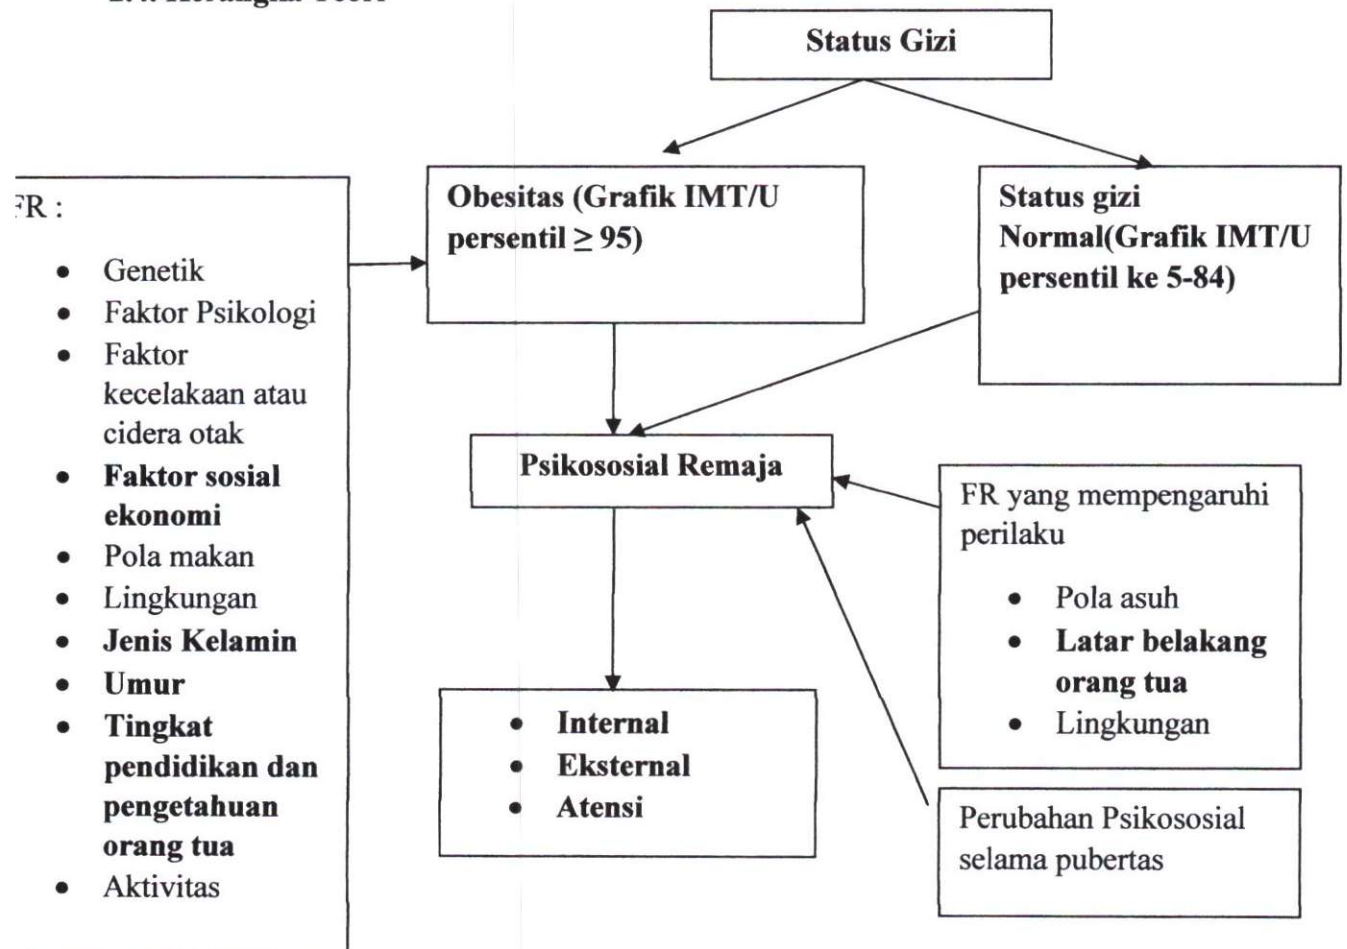 Status Gizi
Obesitas (Grafik IMT/U
persentil ≥ 95)
Status gizi
Normal(Grafik IMT/U
persentil ke 5-84)
FR :
• Genetik
• Faktor Psikologi
• Faktor
kecelakaan atau
cidera otak
• Faktor sosial
ekonomi
• Pola makan
• Lingkungan
• Jenis Kelamin
• Umur
• Tingkat
pendidikan dan
pengetahuan
orang tua
• Aktivitas
Psikososial Remaja
FR yang mempengaruhi
perilaku
• Pola asuh
• Latar belakang
orang tua
• Lingkungan
• Internal
• Eksternal
• Atensi
Perubahan Psikososial
selama pubertas